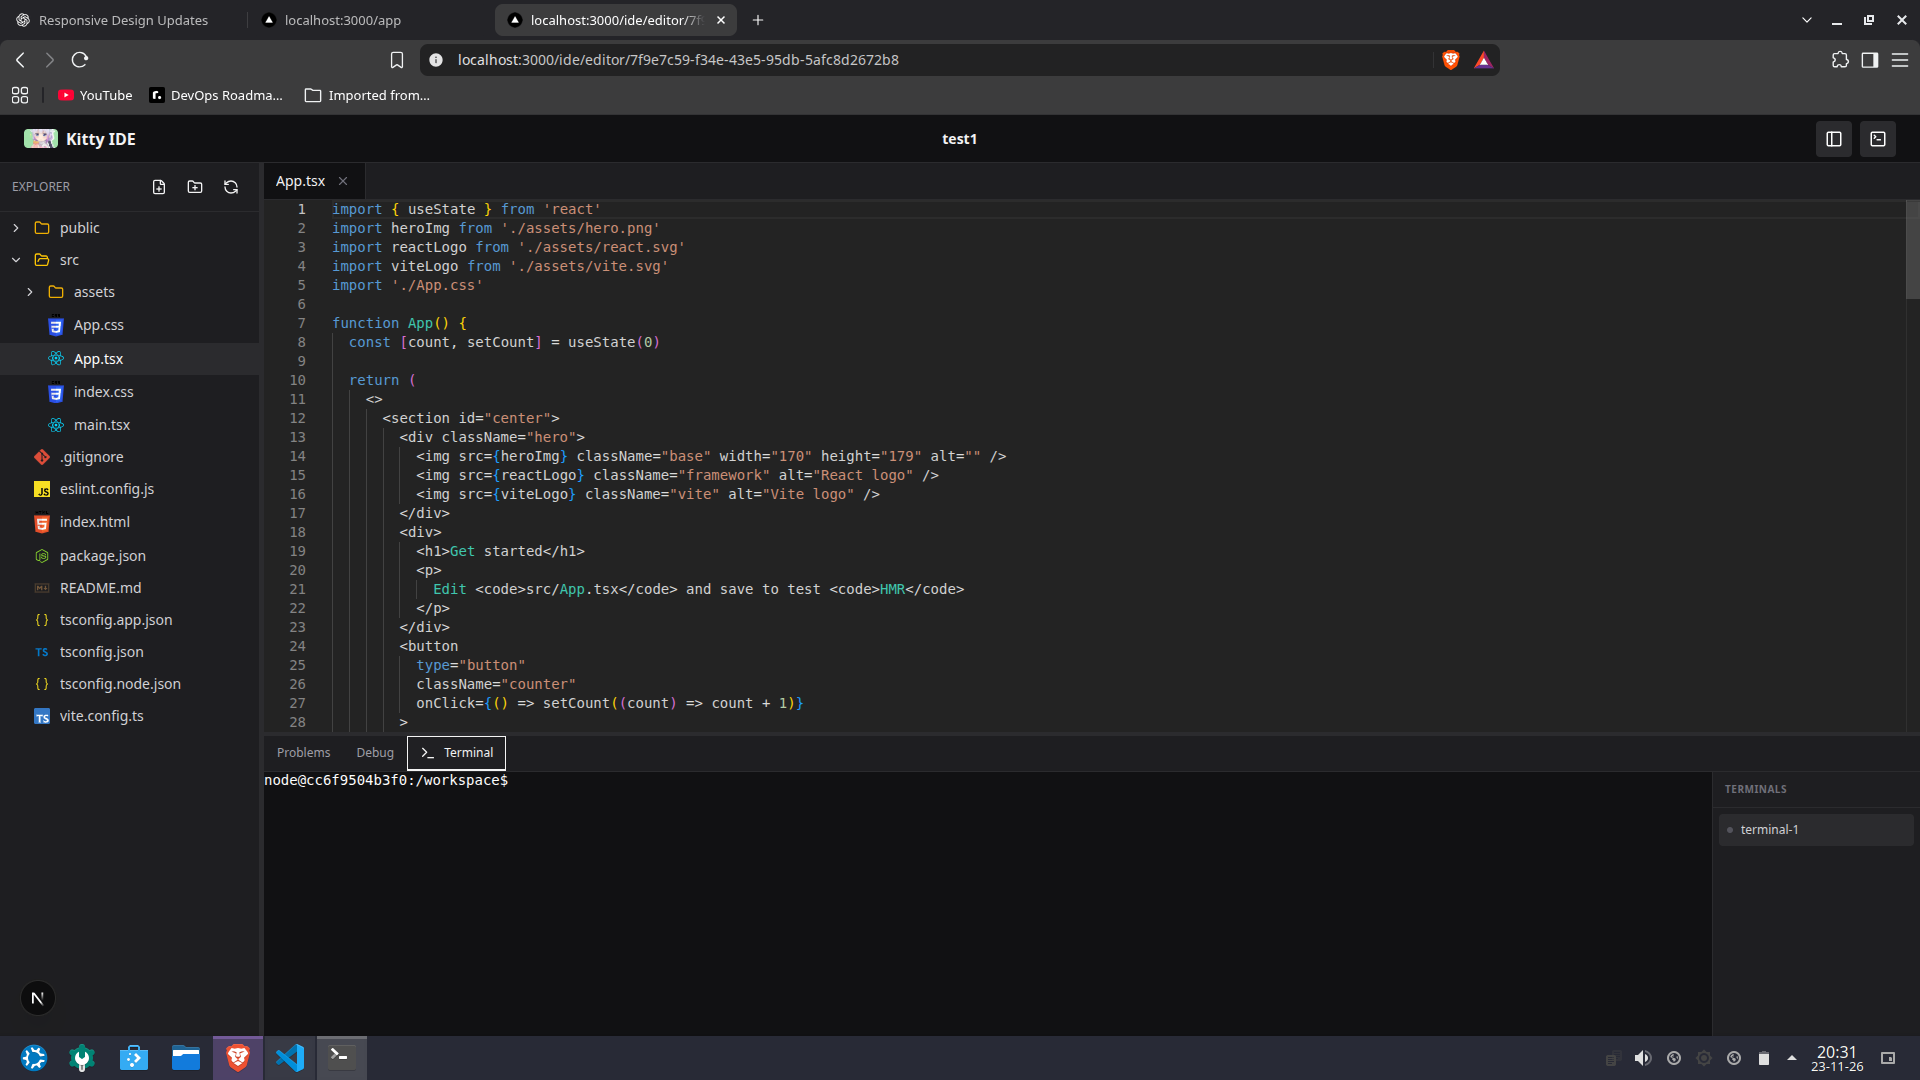 Responsive Design Updates
localhost:3000/app
localhost:3000/ide/editor/7f
localhost:3000/ide/editor/7f9e7c59-f34e-43e5-95db-5afc8d2672b8
YouTube
DevOps Roadma...
Imported from...
Kitty IDE
test1
EXPLORER
public
src
assets
App.css
App.tsx
index.css
main.tsx
.gitignore
JS eslint.config.js
index.html
package.json
README.md
{ } tsconfig.app.json
TS tsconfig.json
{ } tsconfig.node.json
TS vite.config.ts
App.tsx
1 import { useState } from 'react'
2 import heroImg from './assets/hero.png'
3 import reactLogo from './assets/react.svg'
4 import viteLogo from './assets/vite.svg'
5 import './App.css'
6
7 function App() {
8 const [count, setCount] = useState(0)
9
10 return (
11 <>
12 <section id="center">
13 <div className="hero">
14 <img src={heroImg} className="base" width="170" height="179" alt="" />
15 <img src={reactLogo} className="framework" alt="React logo" />
16 <img src={viteLogo} className="vite" alt="Vite logo" />
17 </div>
18 <div>
19 <h1>Get started</h1>
20 <p>
21 Edit <code>src/App.tsx</code> and save to test <code>HMR</code>
22 </p>
23 </div>
24 <button
25 type="button"
26 className="counter"
27 onClick={() => setCount((count) => count + 1)}
28 >
Problems
Debug
Terminal
node@cc6f9504b3f0:/workspace$
TERMINALS
terminal-1
N
20:31
23-11-26